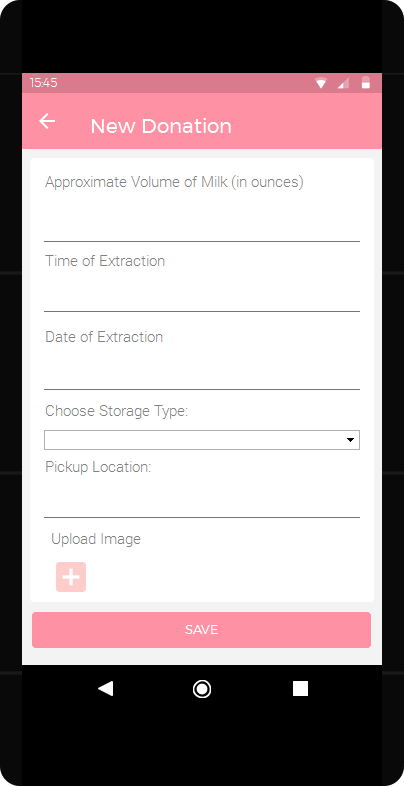 15:45
New Donation
Approximate Volume of Milk (in ounces)
Time of Extraction
Date of Extraction
Choose Storage Type:
Pickup Location:
Upload Image
SAVE